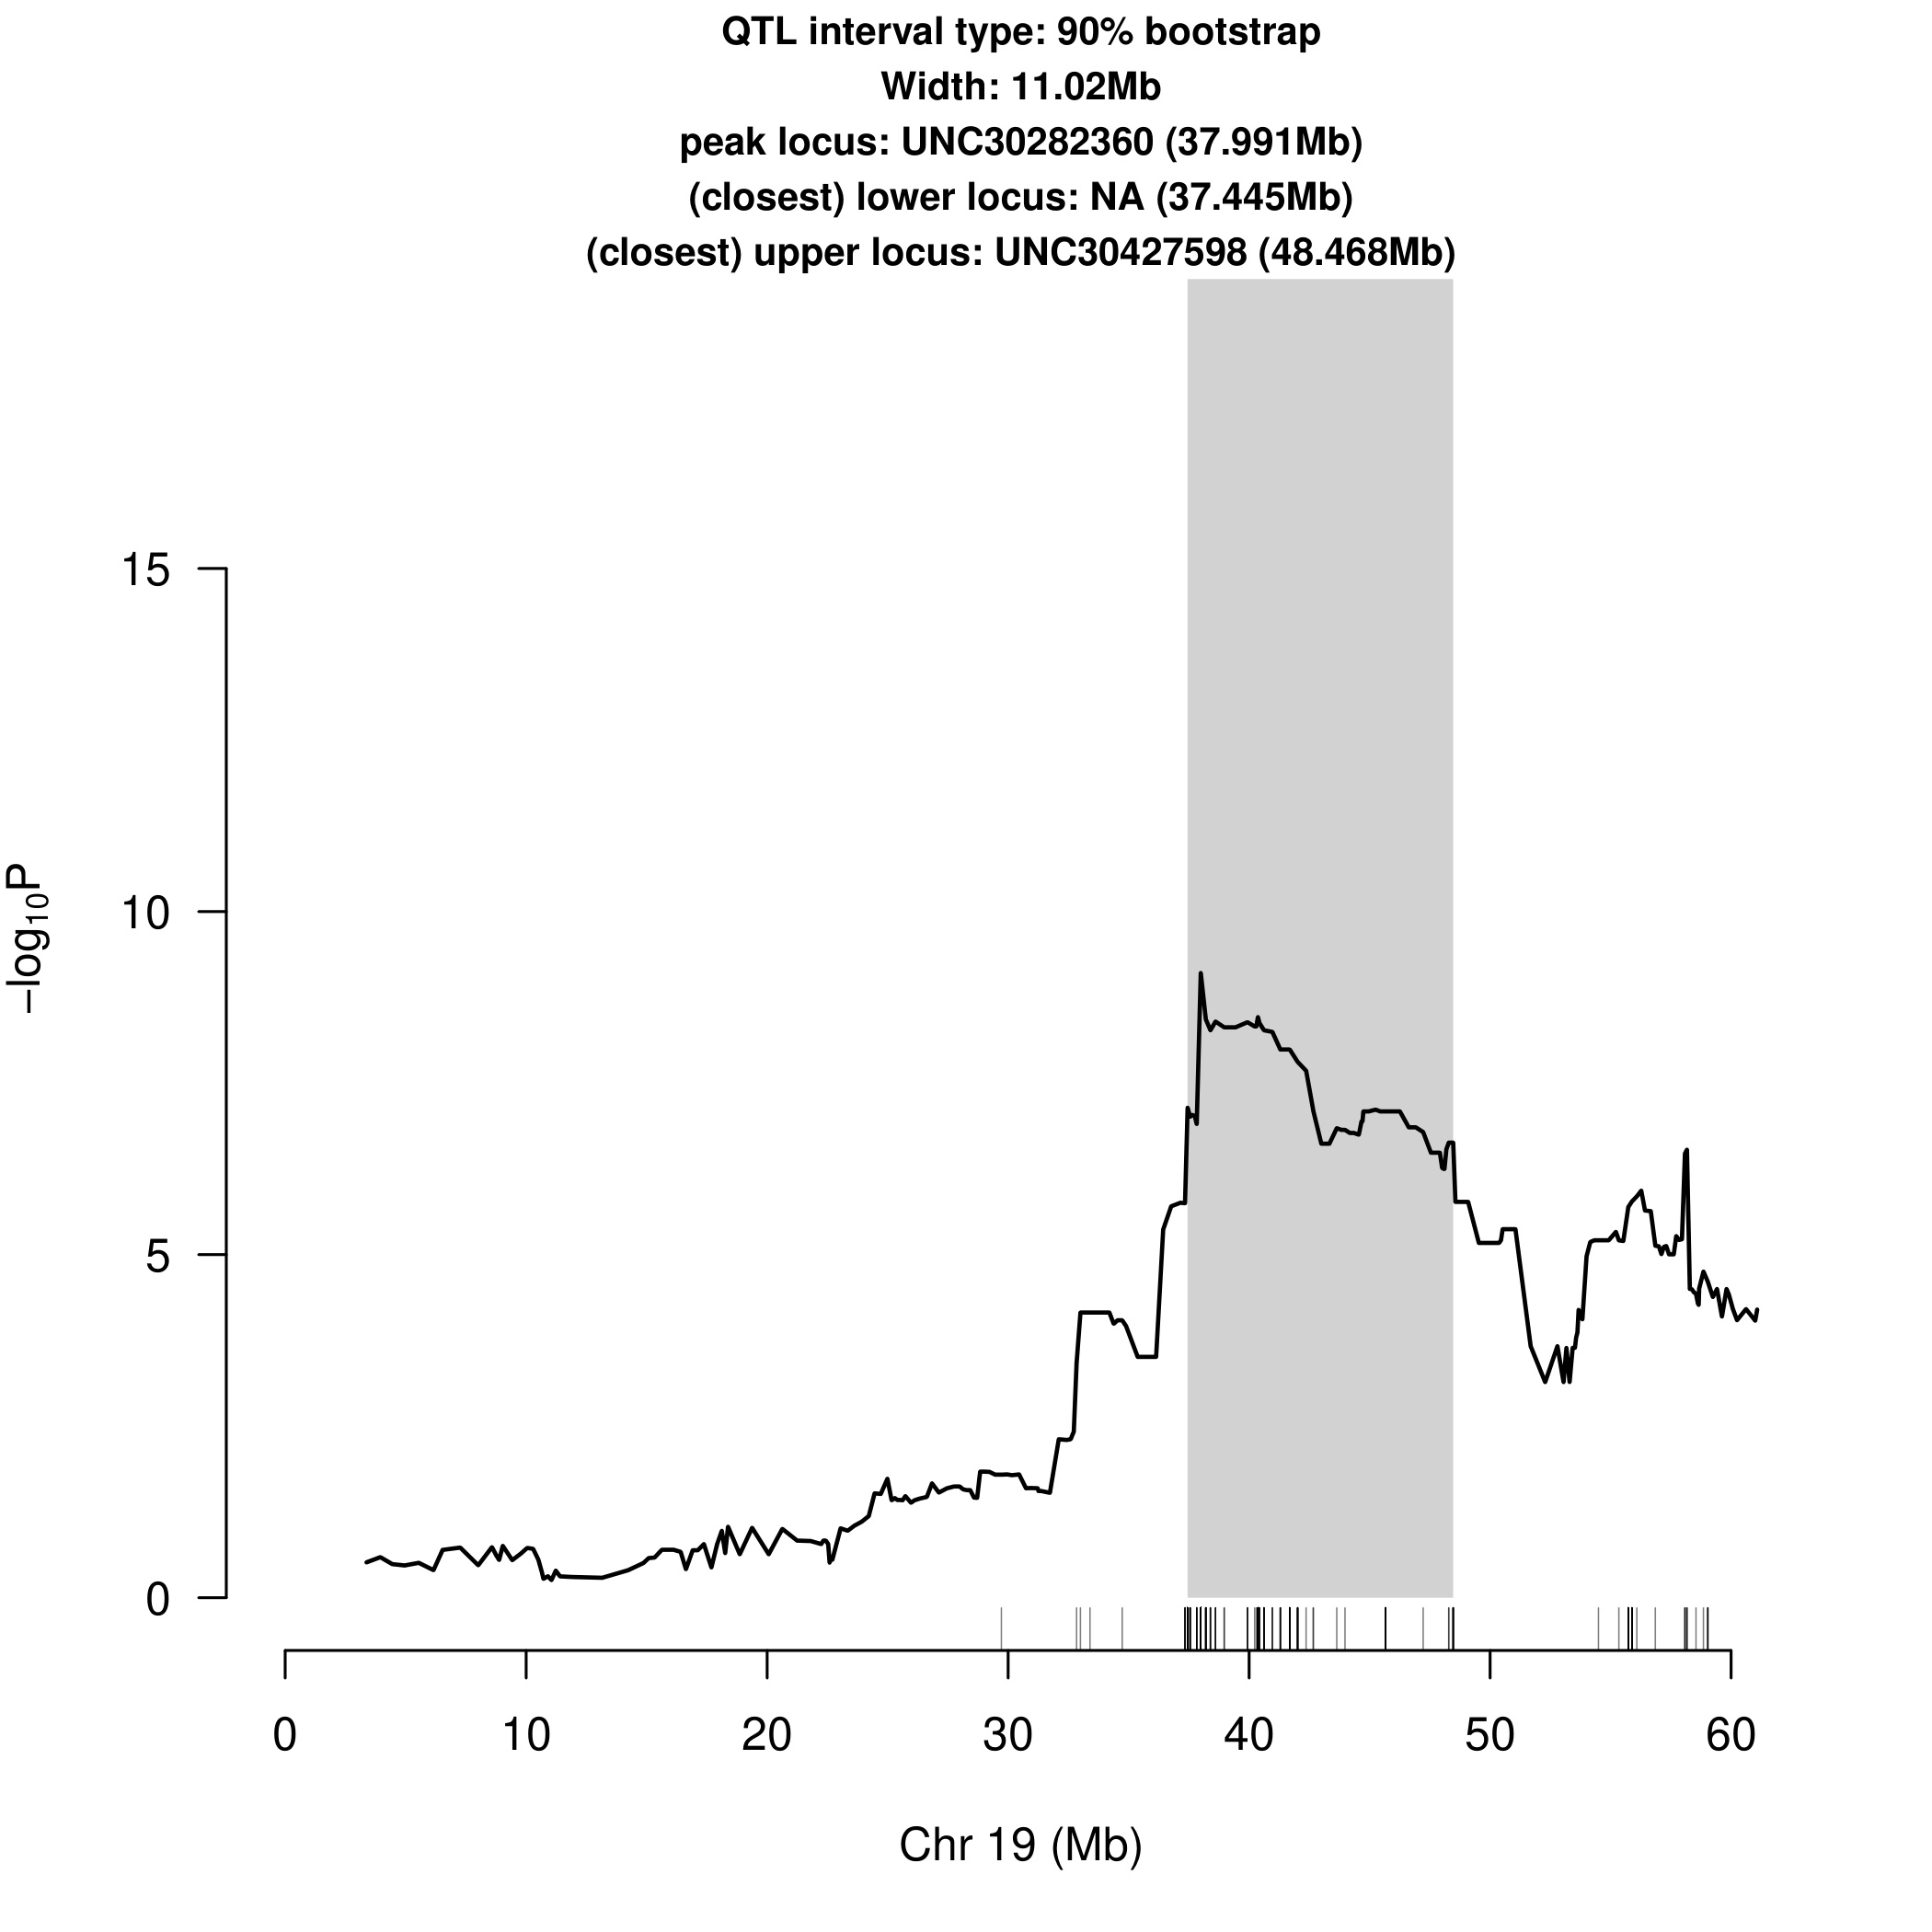 QTL interval type: 90% bootstrap
Width: 11.02Mb
peak locus: UNC30282360 (37.991Mb)
(closest) lower locus: NA (37.445Mb)
(closest) upper locus: UNC30427598 (48.468Mb)
15
10
5
0
−log₁₀P
0 10 20 30 40 50 60
Chr 19 (Mb)